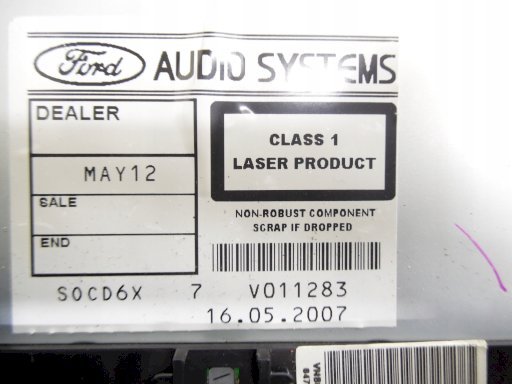 Ford AUDIO SYSTEMS
DEALER
MAY12
SALE
END
CLASS 1
LASER PRODUCT
NON-ROBUST COMPONENT
SCRAP IF DROPPED
SOCD6X 7 V011283
16.05.2007